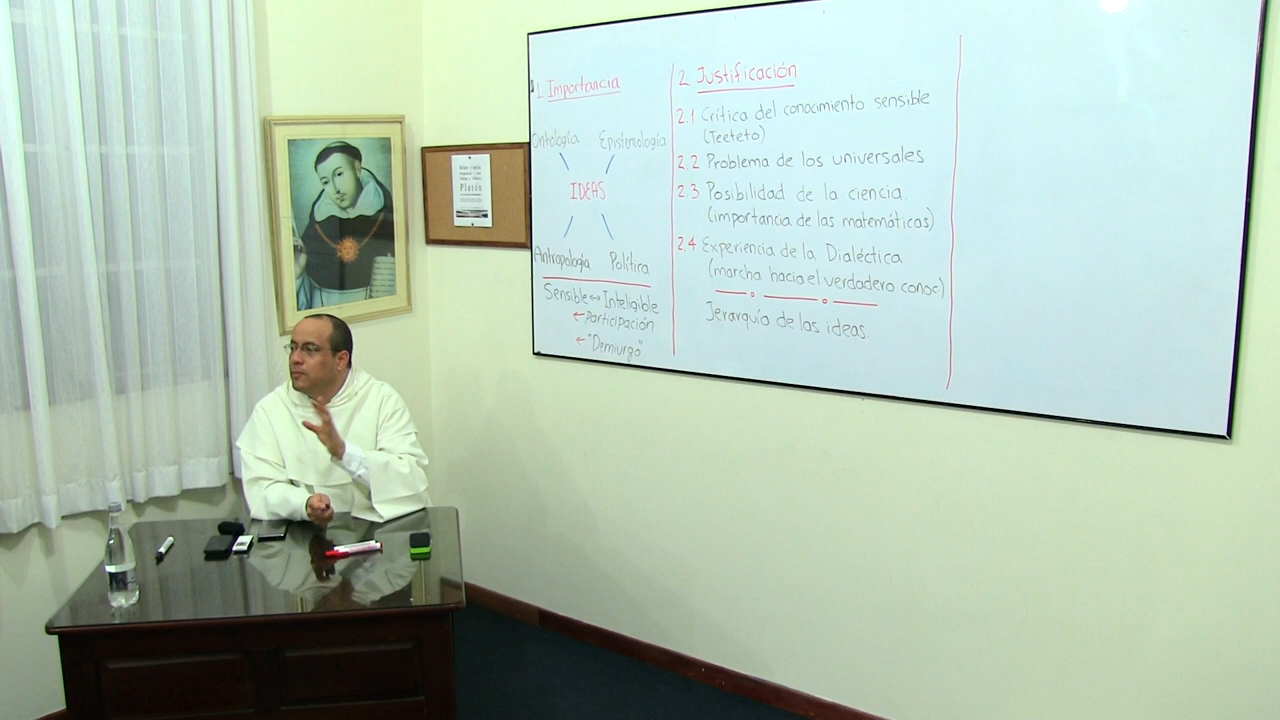 Platón
1. Importancia
Ontología Epistemología
IDEAS
Antropología Política
Sensible ↔ Inteligible
← Participación
← "Demiurgo"
2. Justificación
2.1 Crítica del conocimiento sensible
(Teeteto)
2.2 Problema de los universales
2.3 Posibilidad de la ciencia
(importancia de las matemáticas)
2.4 Experiencia de la Dialéctica
(marcha hacia el verdadero conoc)
Jerarquía de las ideas.